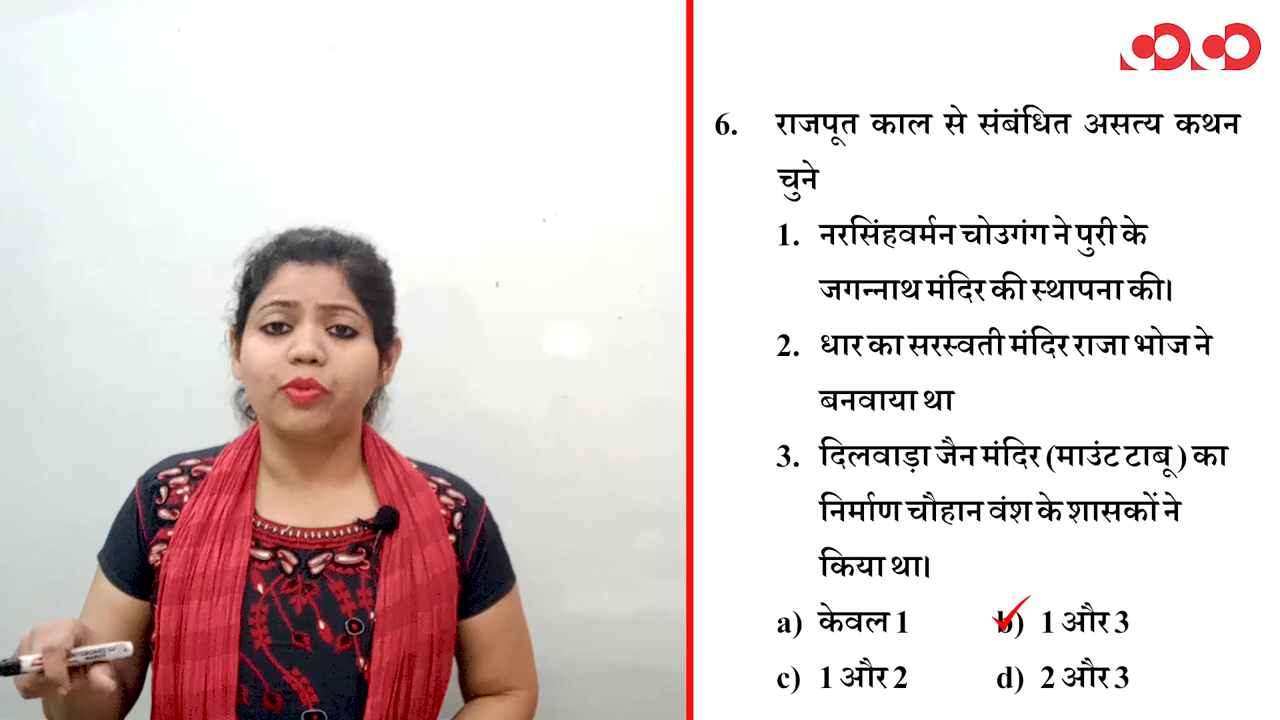 6. राजपूत काल से संबंधित असत्य कथन
चुने
1. नरसिंहवर्मन चोउगंग ने पुरी के
जगन्नाथ मंदिर की स्थापना की।
2. धार का सरस्वती मंदिर राजा भोज ने
बनवाया था
3. दिलवाड़ा जैन मंदिर (माउंट टाबू) का
निर्माण चौहान वंश के शासकों ने
किया था।
a) केवल 1 b) 1 और 3
c) 1 और 2 d) 2 और 3